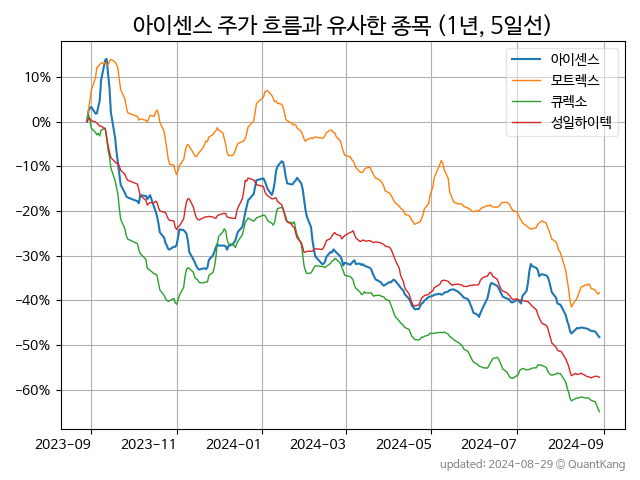 아이센스 주가 흐름과 유사한 종목 (1년, 5일선)
아이센스
모트렉스
큐렉소
성일하이텍
10%
0%
−10%
−20%
−30%
−40%
−50%
−60%
2023-09
2023-11
2024-01
2024-03
2024-05
2024-07
2024-09
updated: 2024-08-29 © QuantKang